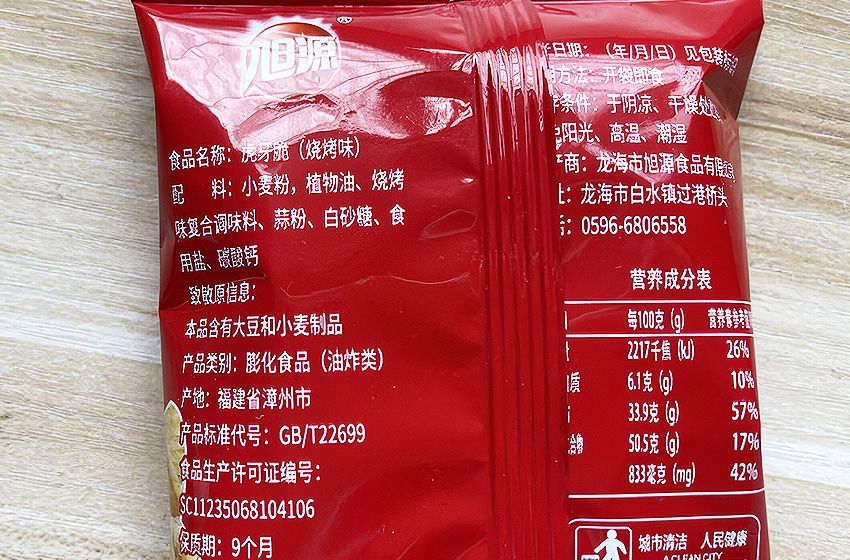 旭源
®
食品名称：虎牙脆（烧烤味）
配 料：小麦粉，植物油、烧烤
味复合调味料、蒜粉、白砂糖、食
用盐、碳酸钙
致敏原信息：
本品含有大豆和小麦制品
产品类别：膨化食品（油炸类）
产地：福建省漳州市
产品标准代号：GB/T22699
食品生产许可证编号：
SC11235068104106
保质期：9个月
日期：（年/月/日）见包装标识
方法：开袋即食
条件：于阴凉、干燥处
阳光、高温、潮湿
商：龙海市旭源食品有限
址：龙海市白水镇过港桥头
：0596-6806558
营养成分表
每100克（g） 营养素参考值
2217千焦（kJ） 26%
质 6.1克（g） 10%
33.9克（g） 57%
50.5克（g） 17%
833毫克（mg） 42%
城市清洁 人民健康
A CLEAN CITY